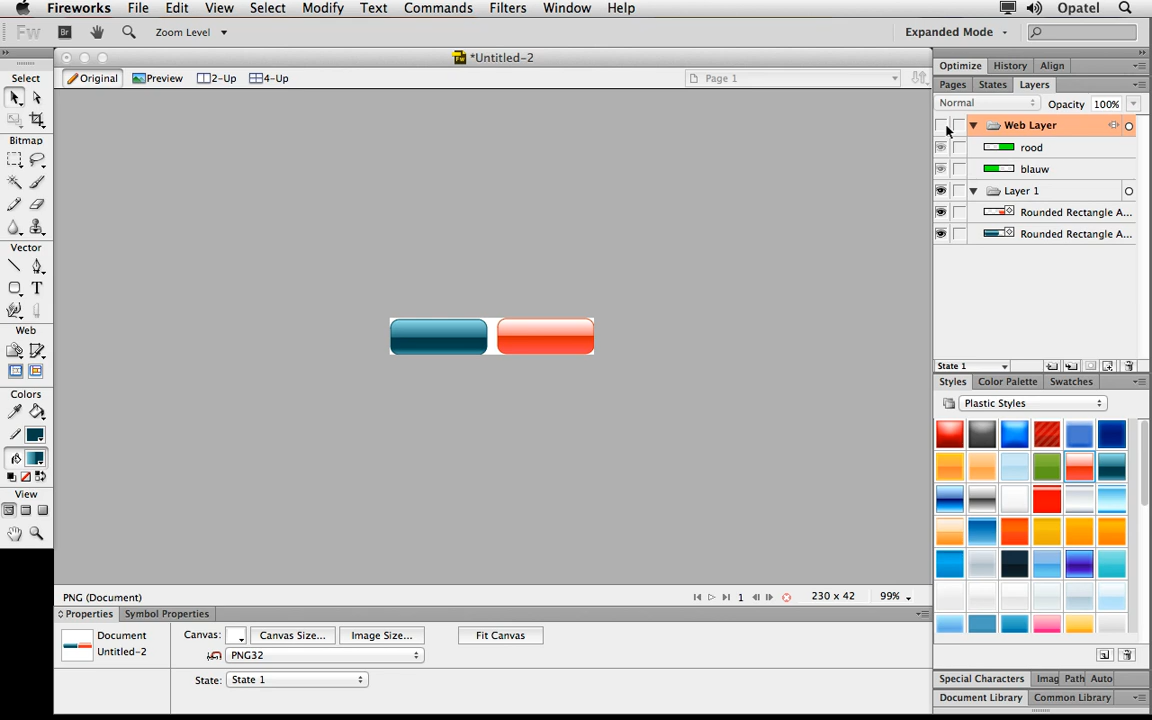 Fireworks File Edit View Select Modify Text Commands Filters Window Help Opatel
Fw Br Zoom Level Expanded Mode
*Untitled-2
Original Preview 2-Up 4-Up Page 1
Select
Bitmap
Vector
Web
Colors
View
Optimize History Align
Pages States Layers
Normal Opacity 100%
Web Layer
rood
blauw
Layer 1
Rounded Rectangle A...
Rounded Rectangle A...
State 1
Styles Color Palette Swatches
Plastic Styles
PNG (Document) 1 230 x 42 99%
Properties Symbol Properties
Document
Untitled-2
Canvas: Canvas Size... Image Size... Fit Canvas
PNG32
State: State 1
Special Characters Imag Path Auto
Document Library Common Library